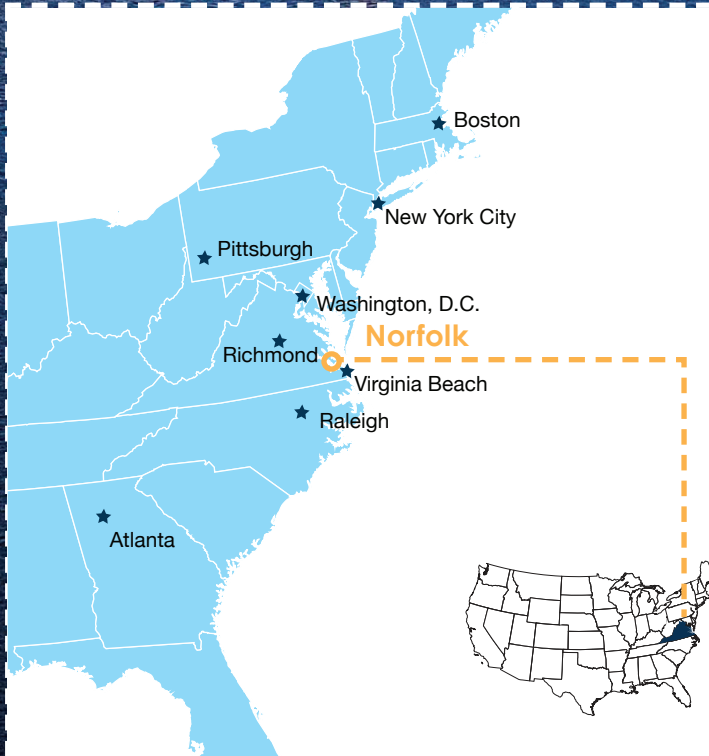 Boston
New York City
Pittsburgh
Washington, D.C.
Norfolk
Richmond
Virginia Beach
Raleigh
Atlanta